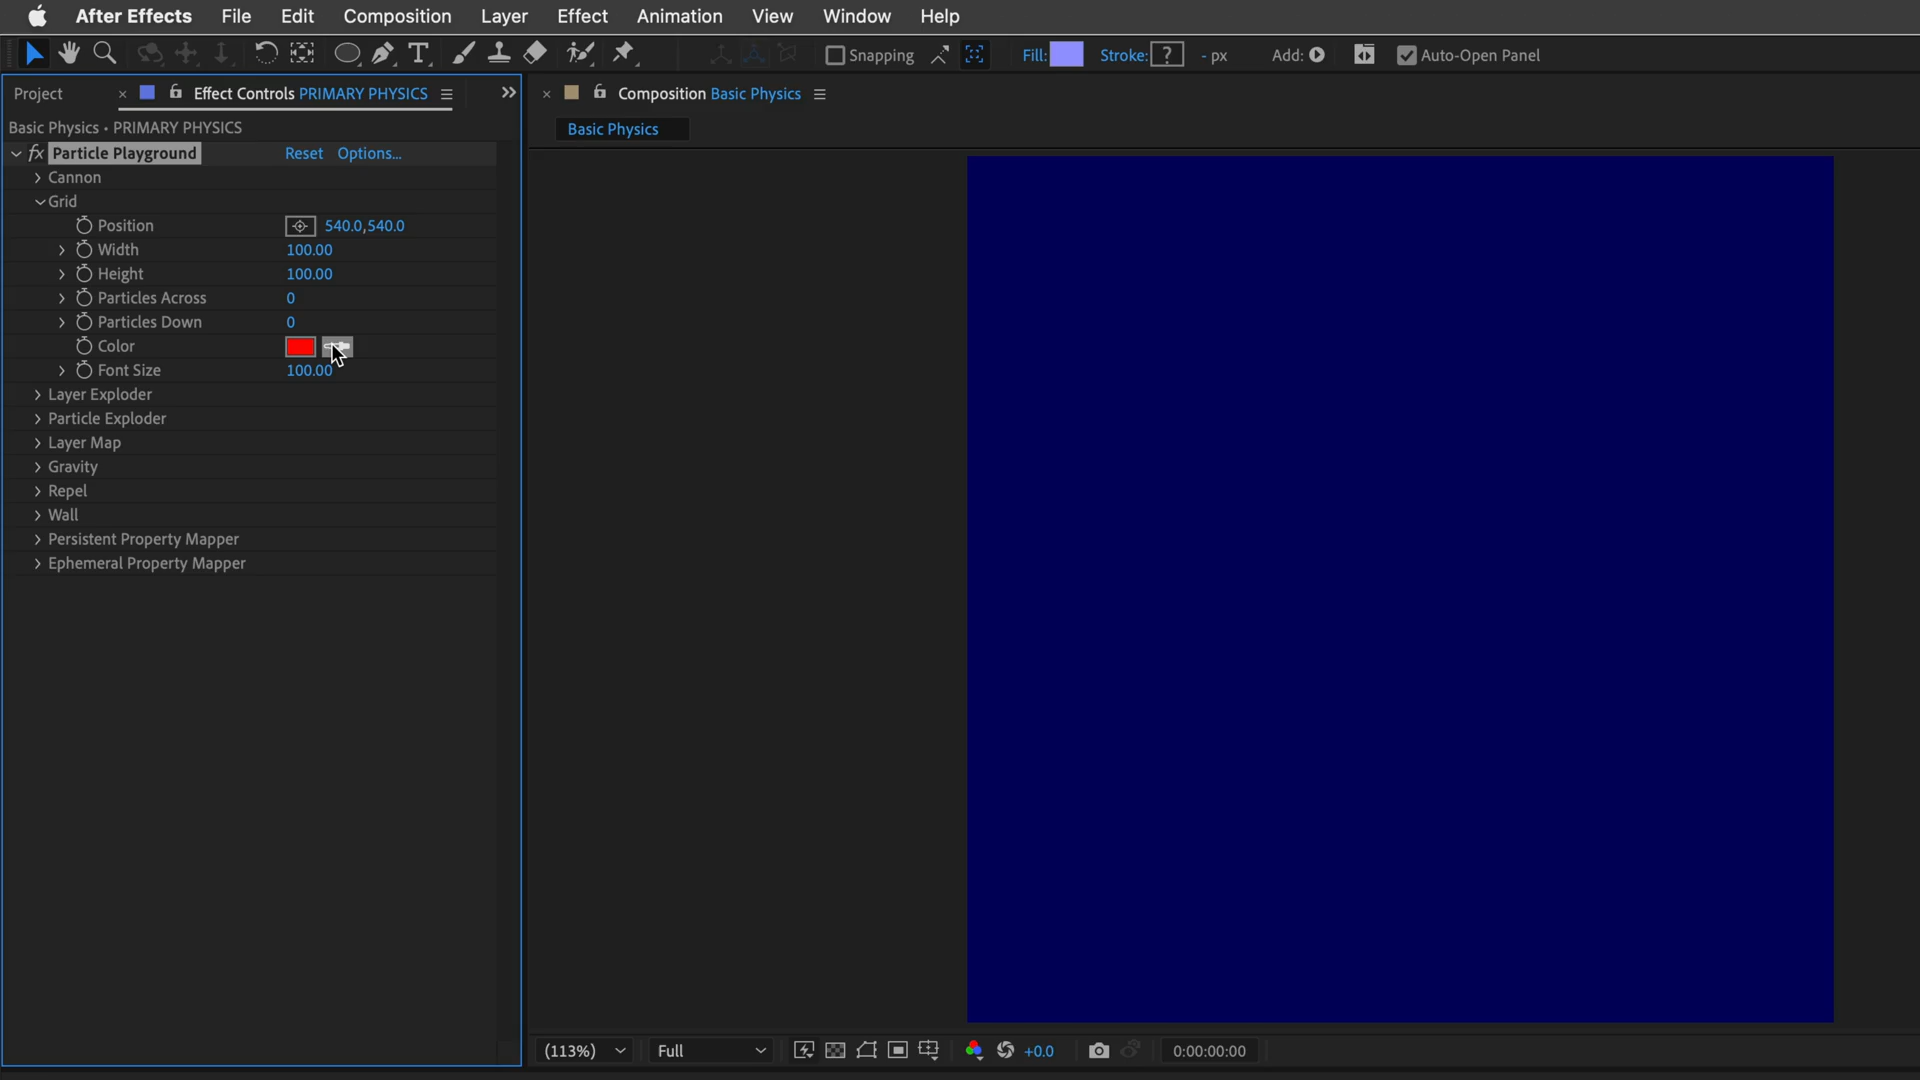 After Effects File Edit Composition Layer Effect Animation View Window Help
Snapping Fill: Stroke: ? - px Add: Auto-Open Panel
Project × Effect Controls PRIMARY PHYSICS
× Composition Basic Physics
Basic Physics • PRIMARY PHYSICS
Basic Physics
fx Particle Playground Reset Options...
Cannon
Grid
Position 540.0,540.0
Width 100.00
Height 100.00
Particles Across 0
Particles Down 0
Color
Font Size 100.00
Layer Exploder
Particle Exploder
Layer Map
Gravity
Repel
Wall
Persistent Property Mapper
Ephemeral Property Mapper
(113%) Full +0.0 0:00:00:00